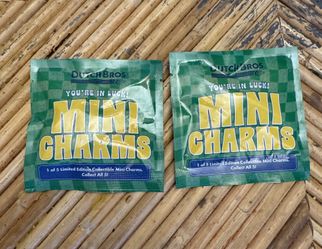 DUTCH BROS
YOU'RE IN LUCK!
MINI
CHARMS
1 of 5 Limited Edition Collectible Mini Charms.
Collect All 5!
DUTCH BROS
YOU'RE IN LUCK!
MINI
CHARMS
1 of 5 Limited Edition Collectible Mini Charms.
Collect All 5!